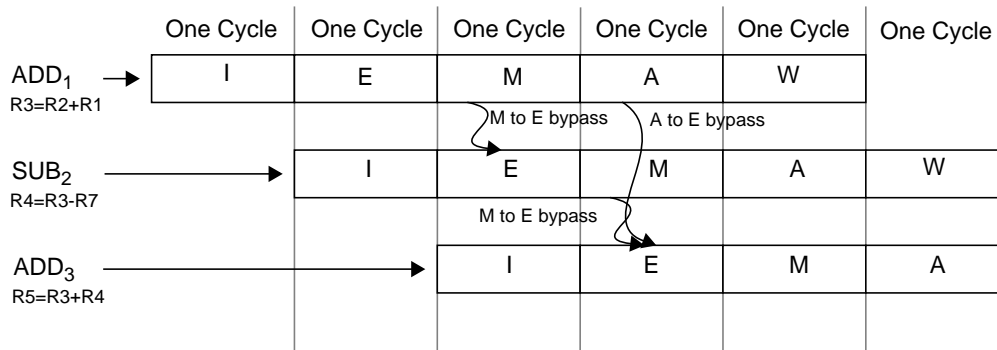 One Cycle One Cycle One Cycle One Cycle One Cycle One Cycle
ADD1 I E M A W
R3=R2+R1
M to E bypass A to E bypass
SUB2 I E M A W
R4=R3-R7
M to E bypass
ADD3 I E M A
R5=R3+R4